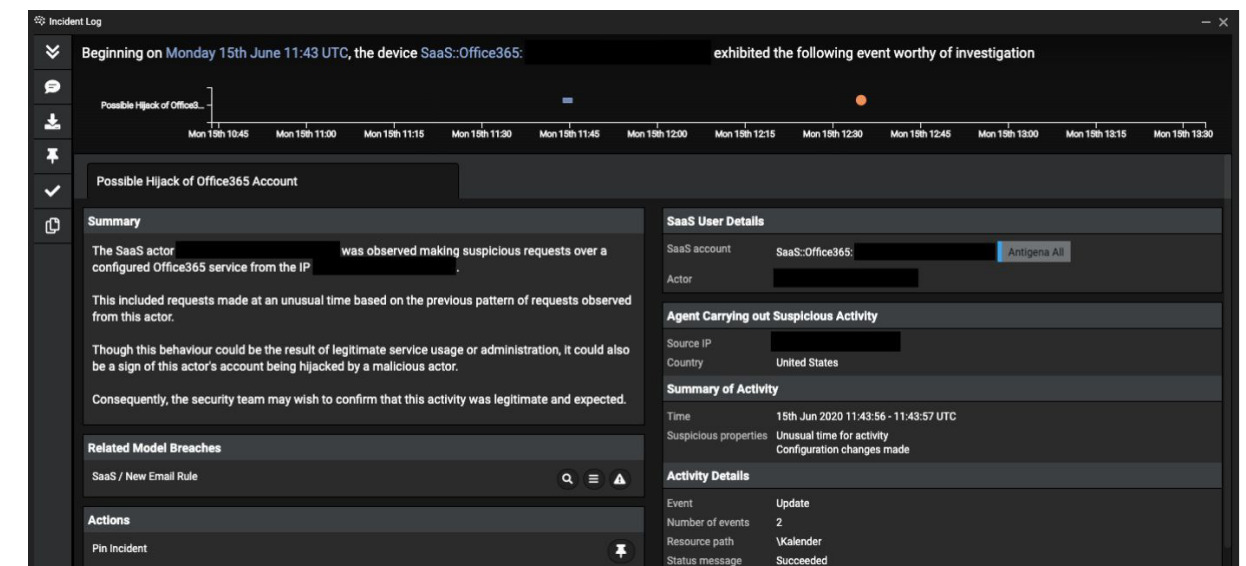 Incident Log
Beginning on Monday 15th June 11:43 UTC, the device SaaS::Office365: exhibited the following event worthy of investigation
Possible Hijack of Office3...
Mon 15th 10:45 Mon 15th 11:00 Mon 15th 11:15 Mon 15th 11:30 Mon 15th 11:45 Mon 15th 12:00 Mon 15th 12:15 Mon 15th 12:30 Mon 15th 12:45 Mon 15th 13:00 Mon 15th 13:15 Mon 15th 13:30
Possible Hijack of Office365 Account
Summary
The SaaS actor was observed making suspicious requests over a
configured Office365 service from the IP .
This included requests made at an unusual time based on the previous pattern of requests observed
from this actor.
Though this behaviour could be the result of legitimate service usage or administration, it could also
be a sign of this actor's account being hijacked by a malicious actor.
Consequently, the security team may wish to confirm that this activity was legitimate and expected.
Related Model Breaches
SaaS / New Email Rule
Actions
Pin Incident
SaaS User Details
SaaS account SaaS::Office365: Antigena All
Actor
Agent Carrying out Suspicious Activity
Source IP
Country United States
Summary of Activity
Time 15th Jun 2020 11:43:56 - 11:43:57 UTC
Suspicious properties Unusual time for activity
Configuration changes made
Activity Details
Event Update
Number of events 2
Resource path \Kalender
Status message Succeeded